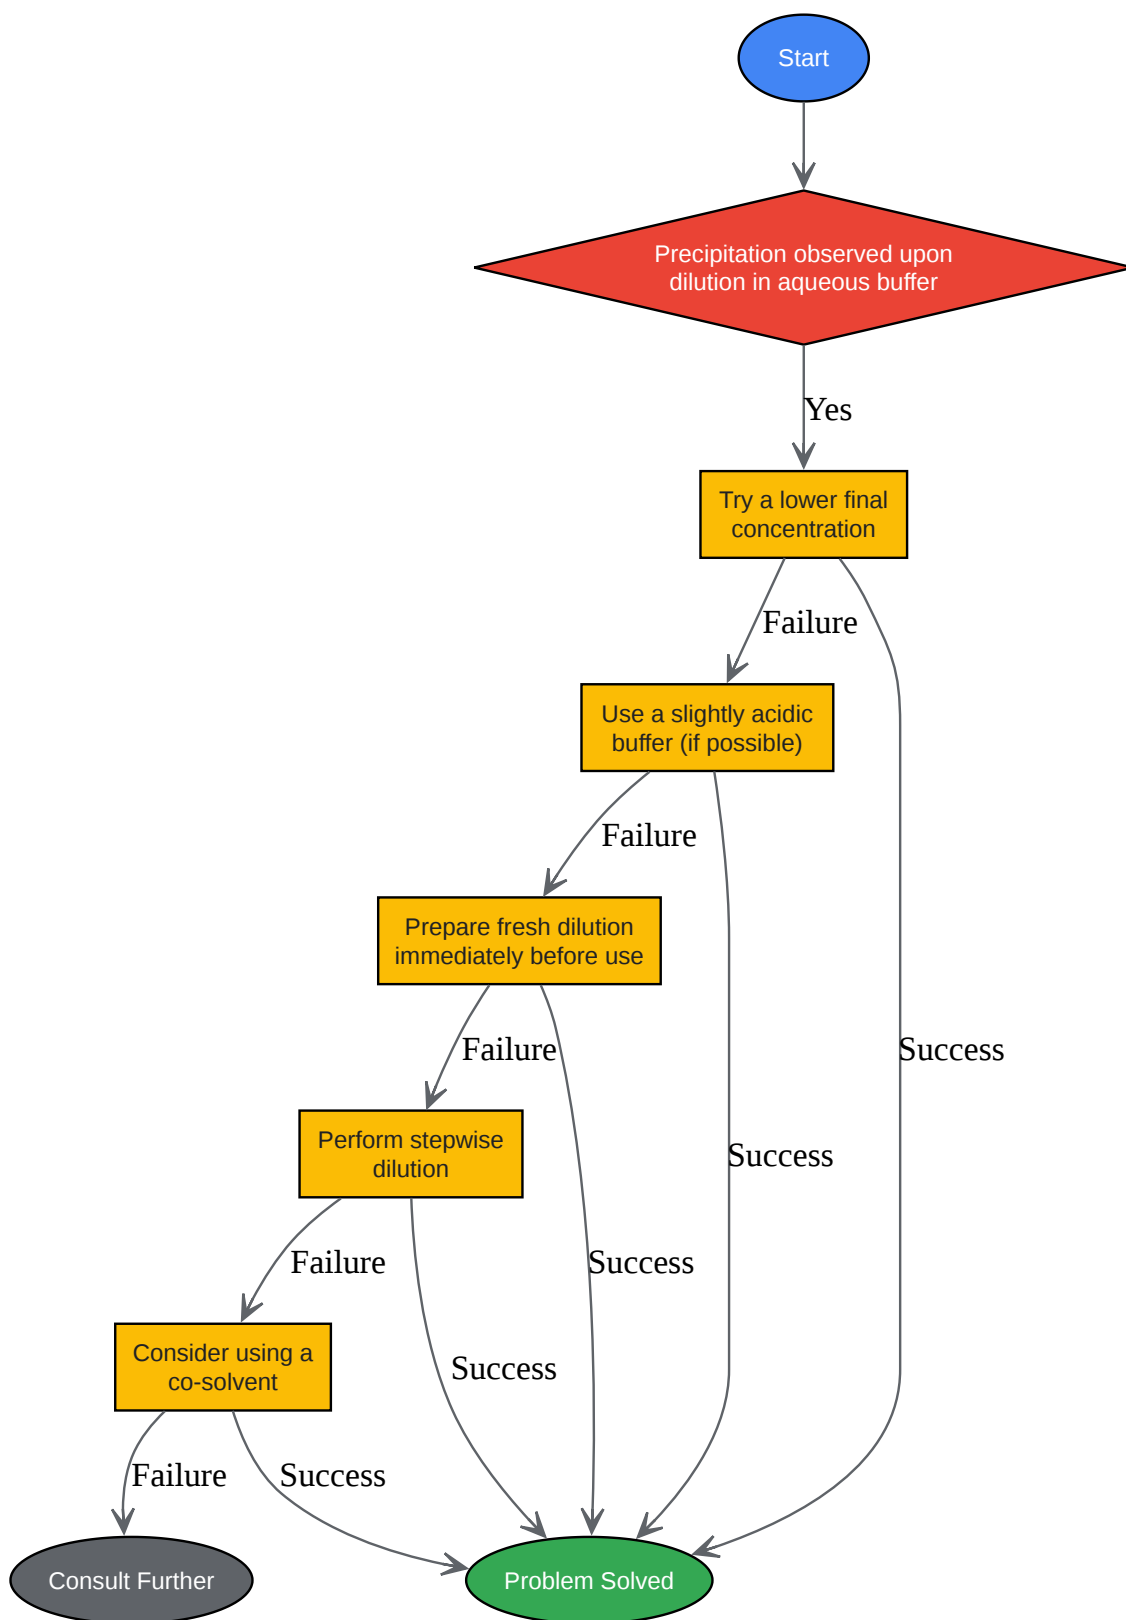 Start
Precipitation observed upon
dilution in aqueous buffer
Yes
Try a lower final
concentration
Failure
Use a slightly acidic
buffer (if possible)
Failure
Prepare fresh dilution
immediately before use
Failure
Success
Perform stepwise
dilution
Success
Failure
Success
Consider using a
co-solvent
Success
Failure
Success
Consult Further
Problem Solved